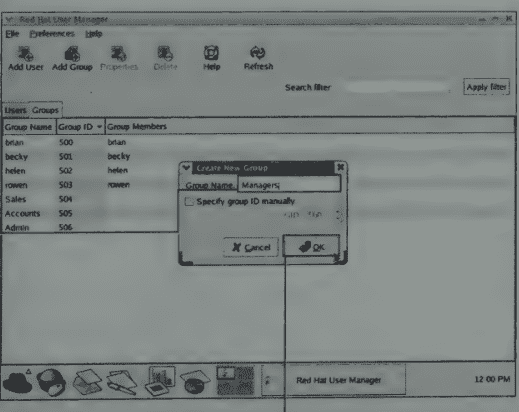 Red Hat User Manager
File Preferences Help
Add User Add Group Properties Delete Help Refresh
Search filter Apply filter
Users Groups
Group Name Group ID Group Members
brian 500 brian
becky 501 becky
helen 502 helen
rowen 503 rowen
Sales 504
Accounts 505
Admin 506
Create New Group
Group Name: Managers
Specify group ID manually
Cancel OK
Red Hat User Manager 12:00 PM